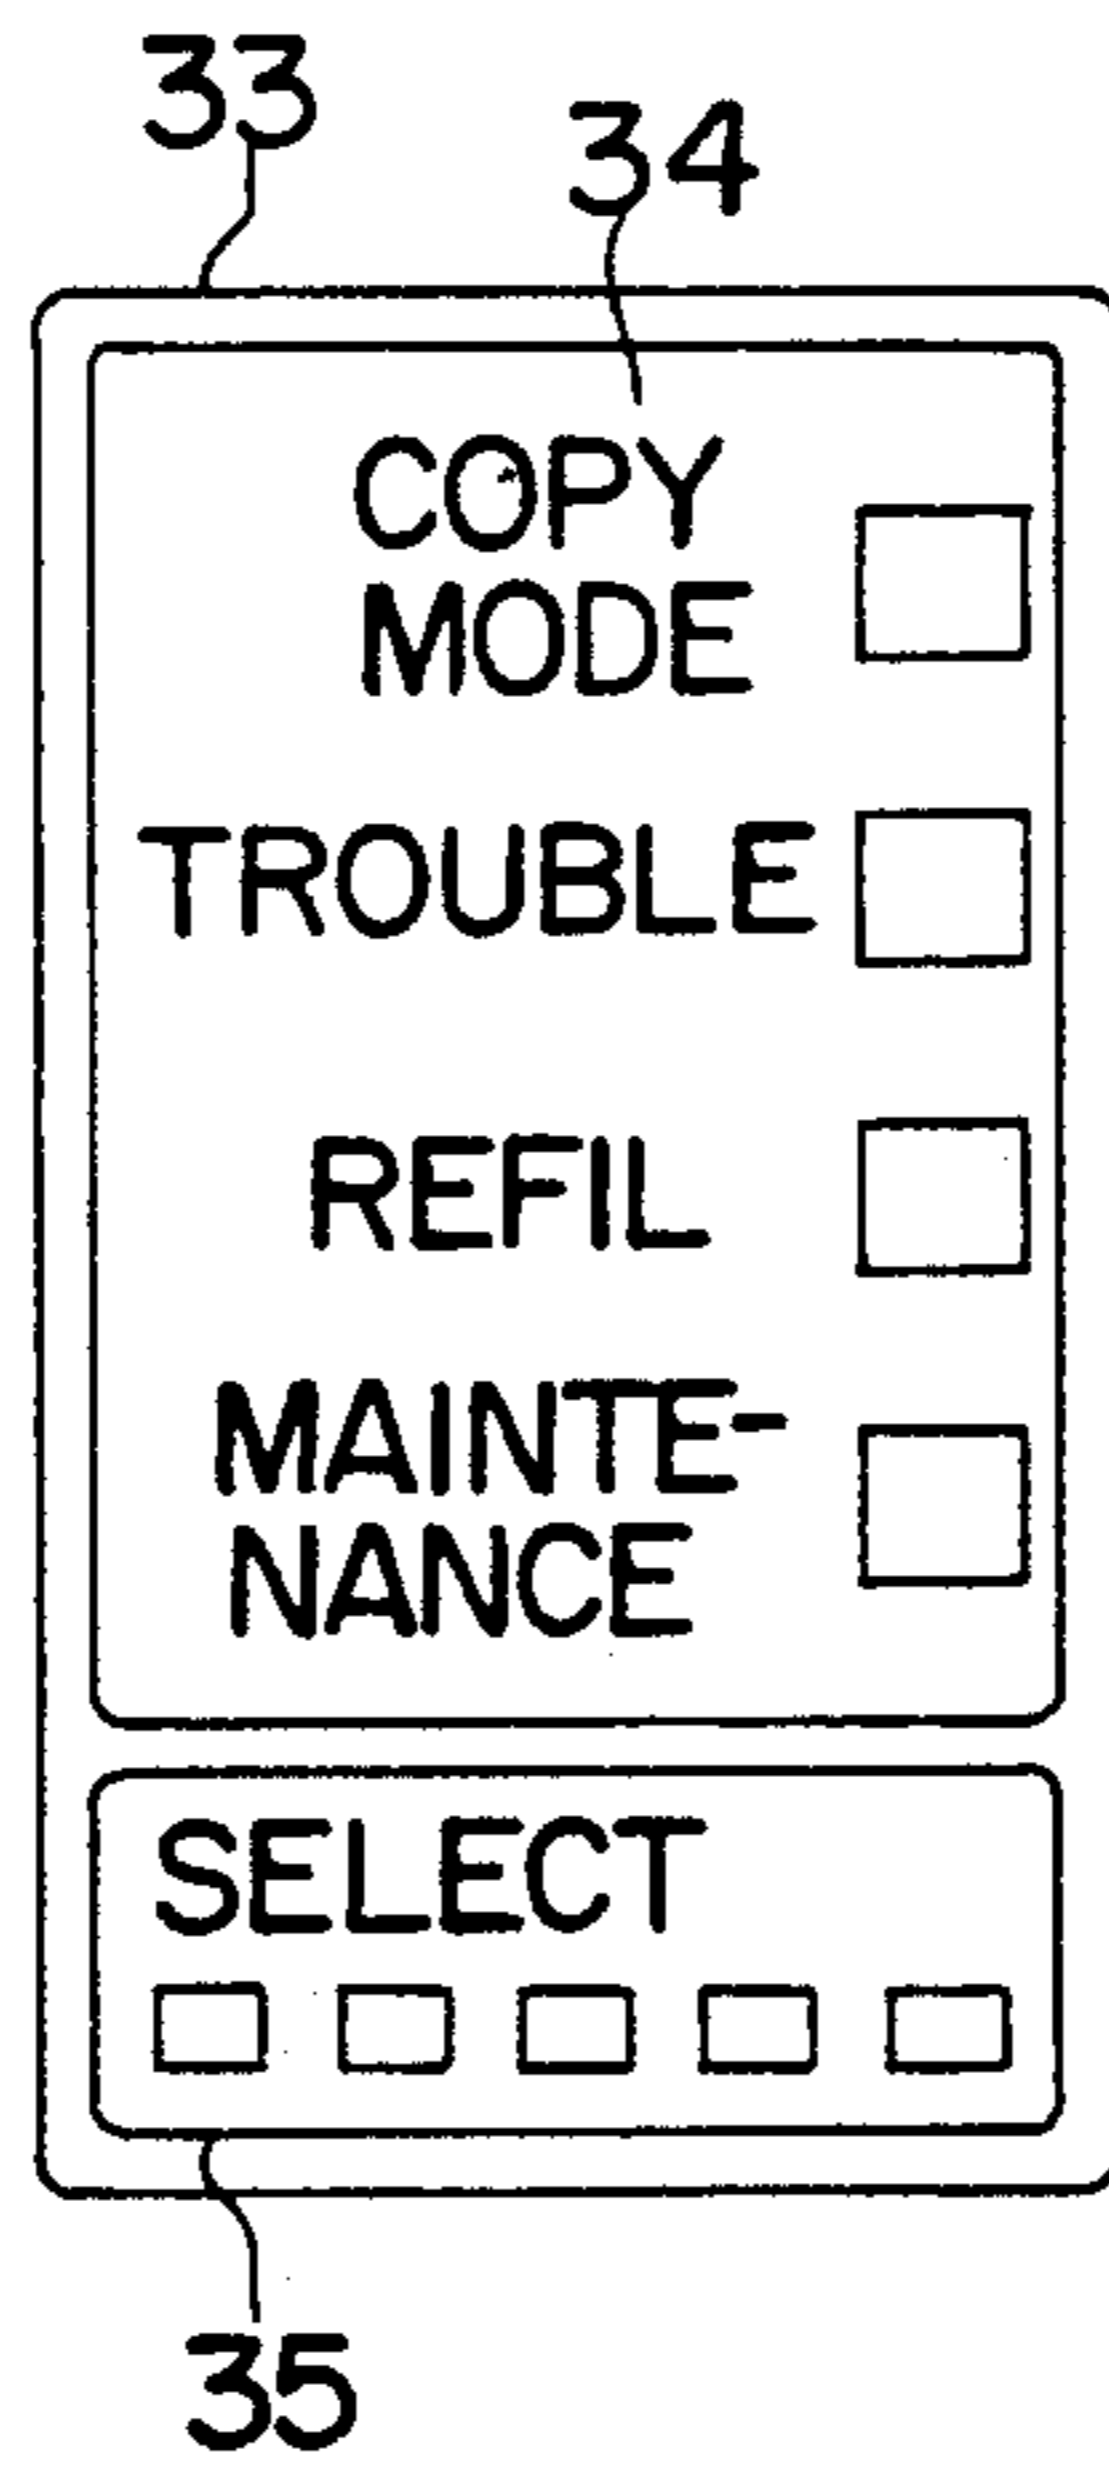 33
34
COPY
MODE
TROUBLE
REFIL
MAINTE-
NANCE
SELECT
35